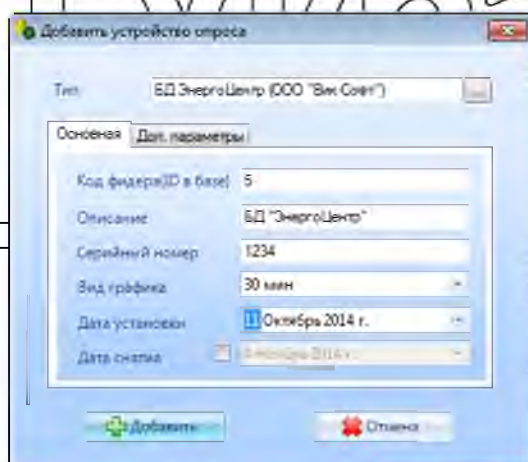 Добавить устройство опроса
Тип: БД ЭнергоЦентр (ООО "Вик Софт") ...
Основная Доп. параметры
Код фидера(ID в базе) 5
Описание БД "ЭнергоЦентр"
Серийный номер 1234
Вид графика 30 мин
Дата установки 11 Октябрь 2014 г.
Дата снятия 2014 г.
Добавить Отмена